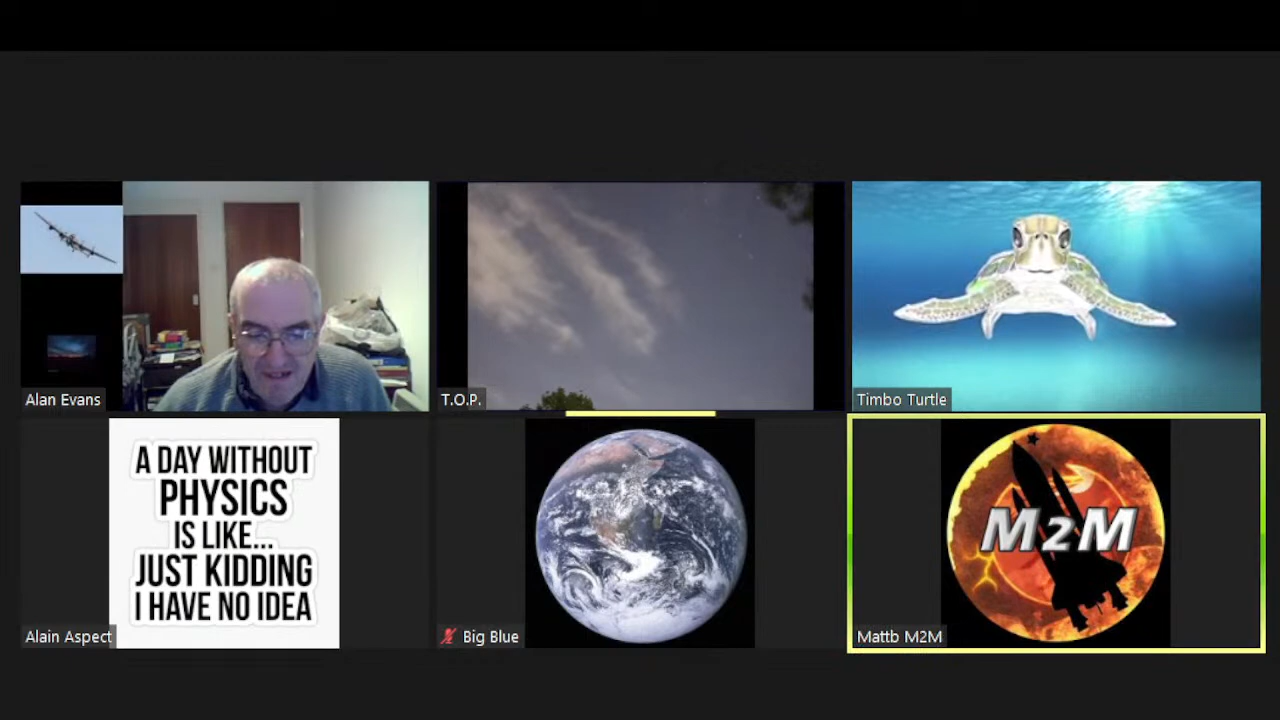 Alan Evans
T.O.P.
Timbo Turtle
A DAY WITHOUT
PHYSICS
IS LIKE...
JUST KIDDING
I HAVE NO IDEA
Alain Aspect
Big Blue
M2M
Mattb M2M